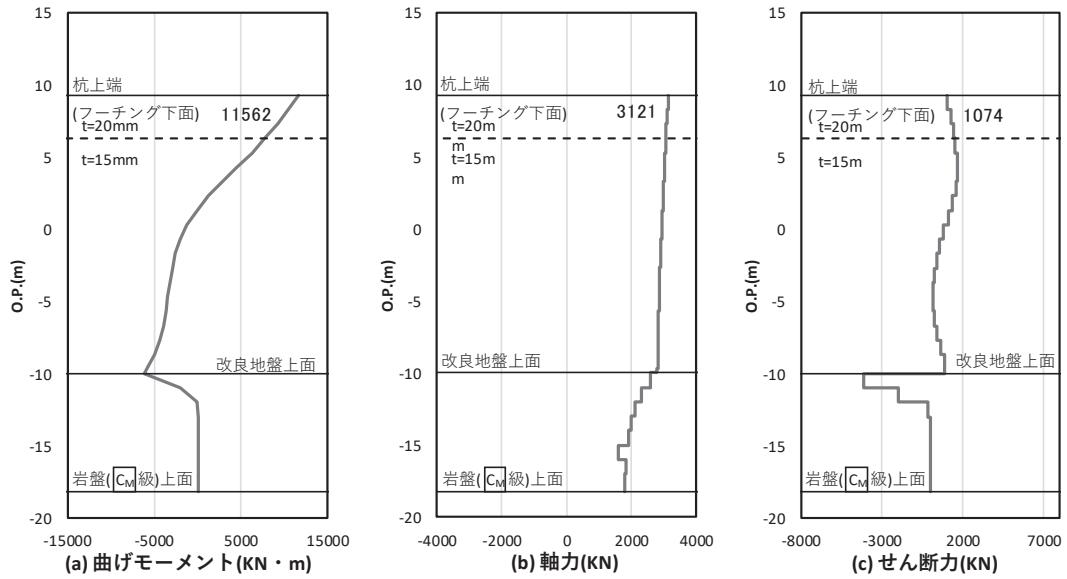 15
10
5
0
-5
-10
-15
-20
O.P.(m)
杭上端
(フーチング下面)
11562
t=20mm
t=15mm
改良地盤上面
岩盤(CM級)上面
-15000 -5000 5000 15000
(a) 曲げモーメント(KN・m)
15
10
5
0
-5
-10
-15
-20
O.P.(m)
杭上端
(フーチング下面)
3121
t=20m
m
t=15m
m
改良地盤上面
岩盤(CM級)上面
-4000 -2000 0 2000 4000
(b) 軸力(KN)
15
10
5
0
-5
-10
-15
-20
O.P.(m)
杭上端
(フーチング下面)
1074
t=20m
t=15m
改良地盤上面
岩盤(CM級)上面
-8000 -3000 2000 7000
(c) せん断力(KN)